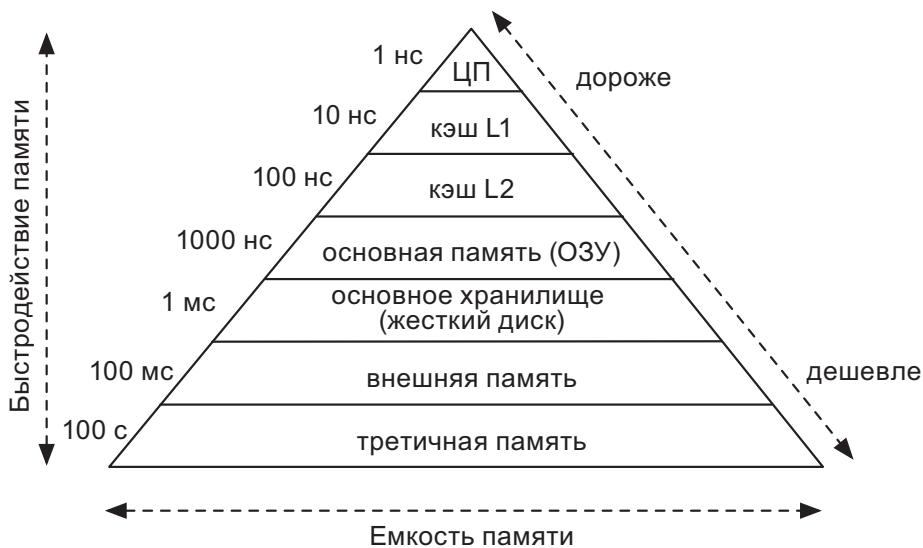 1 нс
ЦП
дороже
10 нс
кэш L1
100 нс
кэш L2
1000 нс
основная память (ОЗУ)
1 мс
основное хранилище
(жесткий диск)
100 мс
внешняя память
дешевле
100 с
третичная память
Быстродействие памяти
Емкость памяти